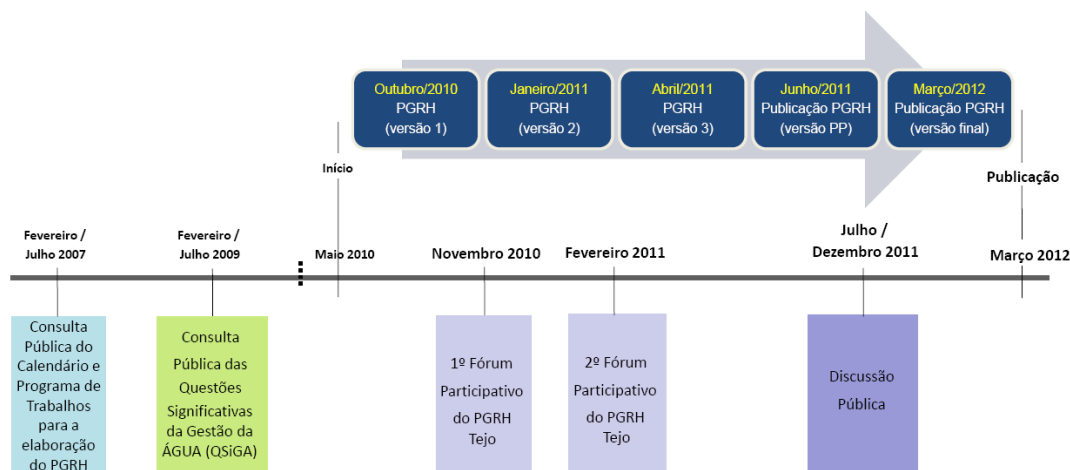 Outubro/2010
PGRH
(versão 1)
Janeiro/2011
PGRH
(versão 2)
Abril/2011
PGRH
(versão 3)
Junho/2011
Publicação PGRH
(versão PP)
Março/2012
Publicação PGRH
(versão final)
Início
Publicação
Fevereiro /
Julho 2007
Fevereiro /
Julho 2009
Maio 2010
Novembro 2010
Fevereiro 2011
Julho /
Dezembro 2011
Março 2012
Consulta
Pública do
Calendário e
Programa de
Trabalhos
para a
elaboração
do PGRH
Consulta
Pública das
Questões
Significativas
da Gestão da
ÁGUA (QSiGA)
1º Fórum
Participativo
do PGRH
Tejo
2º Fórum
Participativo
do PGRH
Tejo
Discussão
Pública